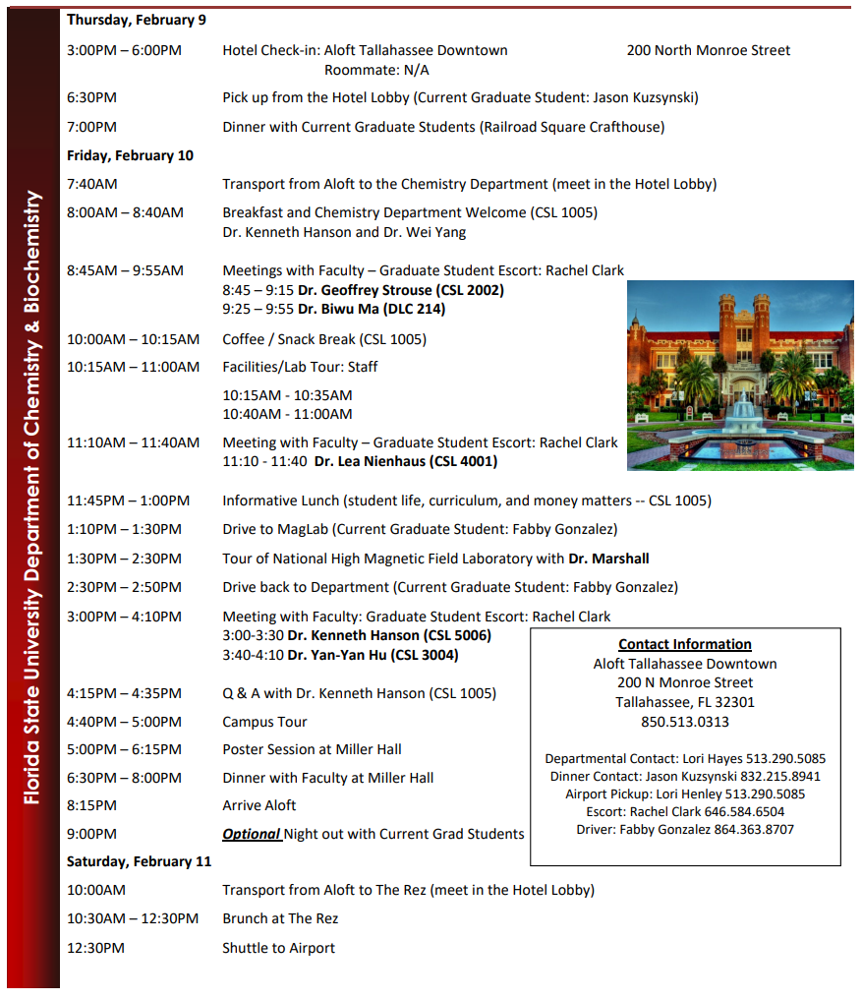 Florida State University Department of Chemistry & Biochemistry
Thursday, February 9
3:00PM – 6:00PM Hotel Check-in: Aloft Tallahassee Downtown 200 North Monroe Street
Roommate: N/A
6:30PM Pick up from the Hotel Lobby (Current Graduate Student: Jason Kuzsynski)
7:00PM Dinner with Current Graduate Students (Railroad Square Crafthouse)
Friday, February 10
7:40AM Transport from Aloft to the Chemistry Department (meet in the Hotel Lobby)
8:00AM – 8:40AM Breakfast and Chemistry Department Welcome (CSL 1005)
Dr. Kenneth Hanson and Dr. Wei Yang
8:45AM – 9:55AM Meetings with Faculty – Graduate Student Escort: Rachel Clark
8:45 – 9:15 Dr. Geoffrey Strouse (CSL 2002)
9:25 – 9:55 Dr. Biwu Ma (DLC 214)
10:00AM – 10:15AM Coffee / Snack Break (CSL 1005)
10:15AM – 11:00AM Facilities/Lab Tour: Staff
10:15AM - 10:35AM
10:40AM - 11:00AM
11:10AM – 11:40AM Meeting with Faculty – Graduate Student Escort: Rachel Clark
11:10 - 11:40 Dr. Lea Nienhaus (CSL 4001)
11:45PM – 1:00PM Informative Lunch (student life, curriculum, and money matters -- CSL 1005)
1:10PM – 1:30PM Drive to MagLab (Current Graduate Student: Fabby Gonzalez)
1:30PM – 2:30PM Tour of National High Magnetic Field Laboratory with Dr. Marshall
2:30PM – 2:50PM Drive back to Department (Current Graduate Student: Fabby Gonzalez)
3:00PM – 4:10PM Meeting with Faculty: Graduate Student Escort: Rachel Clark
3:00-3:30 Dr. Kenneth Hanson (CSL 5006)
3:40-4:10 Dr. Yan-Yan Hu (CSL 3004)
4:15PM – 4:35PM Q & A with Dr. Kenneth Hanson (CSL 1005)
4:40PM – 5:00PM Campus Tour
5:00PM – 6:15PM Poster Session at Miller Hall
6:30PM – 8:00PM Dinner with Faculty at Miller Hall
8:15PM Arrive Aloft
9:00PM Optional Night out with Current Grad Students
Contact Information
Aloft Tallahassee Downtown
200 N Monroe Street
Tallahassee, FL 32301
850.513.0313
Departmental Contact: Lori Hayes 513.290.5085
Dinner Contact: Jason Kuzsynski 832.215.8941
Airport Pickup: Lori Henley 513.290.5085
Escort: Rachel Clark 646.584.6504
Driver: Fabby Gonzalez 864.363.8707
Saturday, February 11
10:00AM Transport from Aloft to The Rez (meet in the Hotel Lobby)
10:30AM – 12:30PM Brunch at The Rez
12:30PM Shuttle to Airport